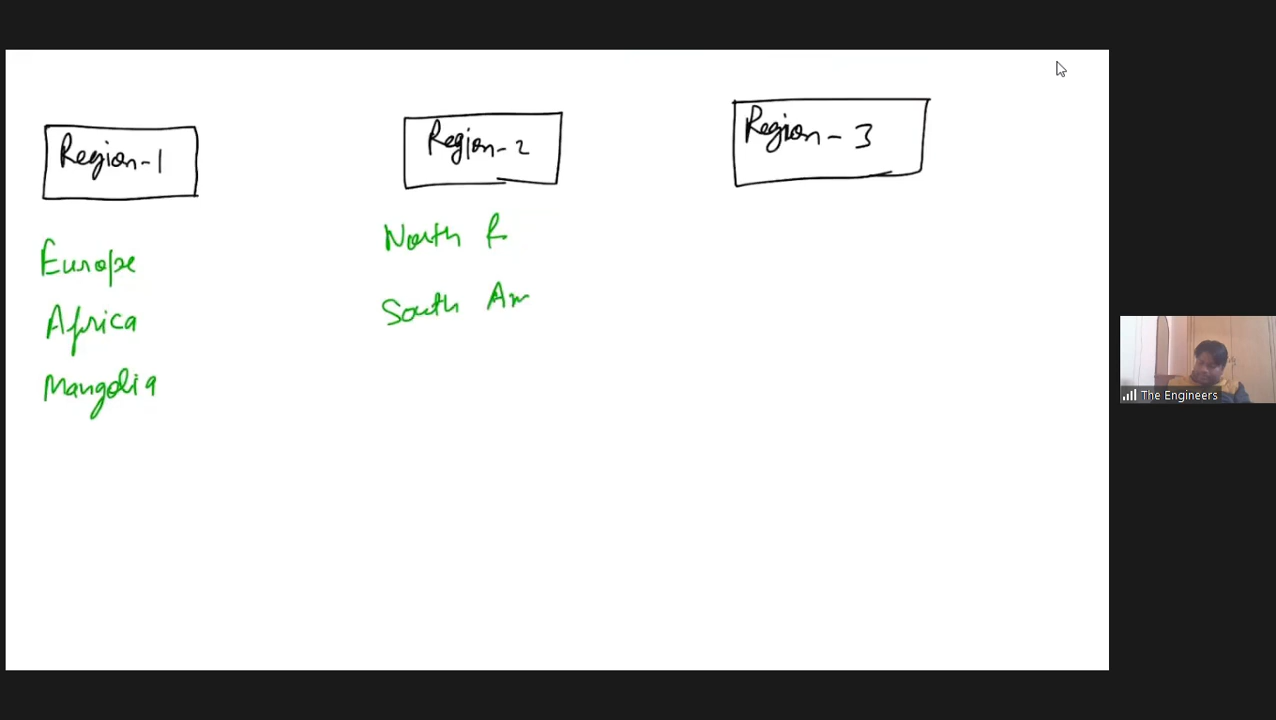 Region-1
Region-2
Region-3
Europe
Africa
Mangolia
North
South Am
The Engineers